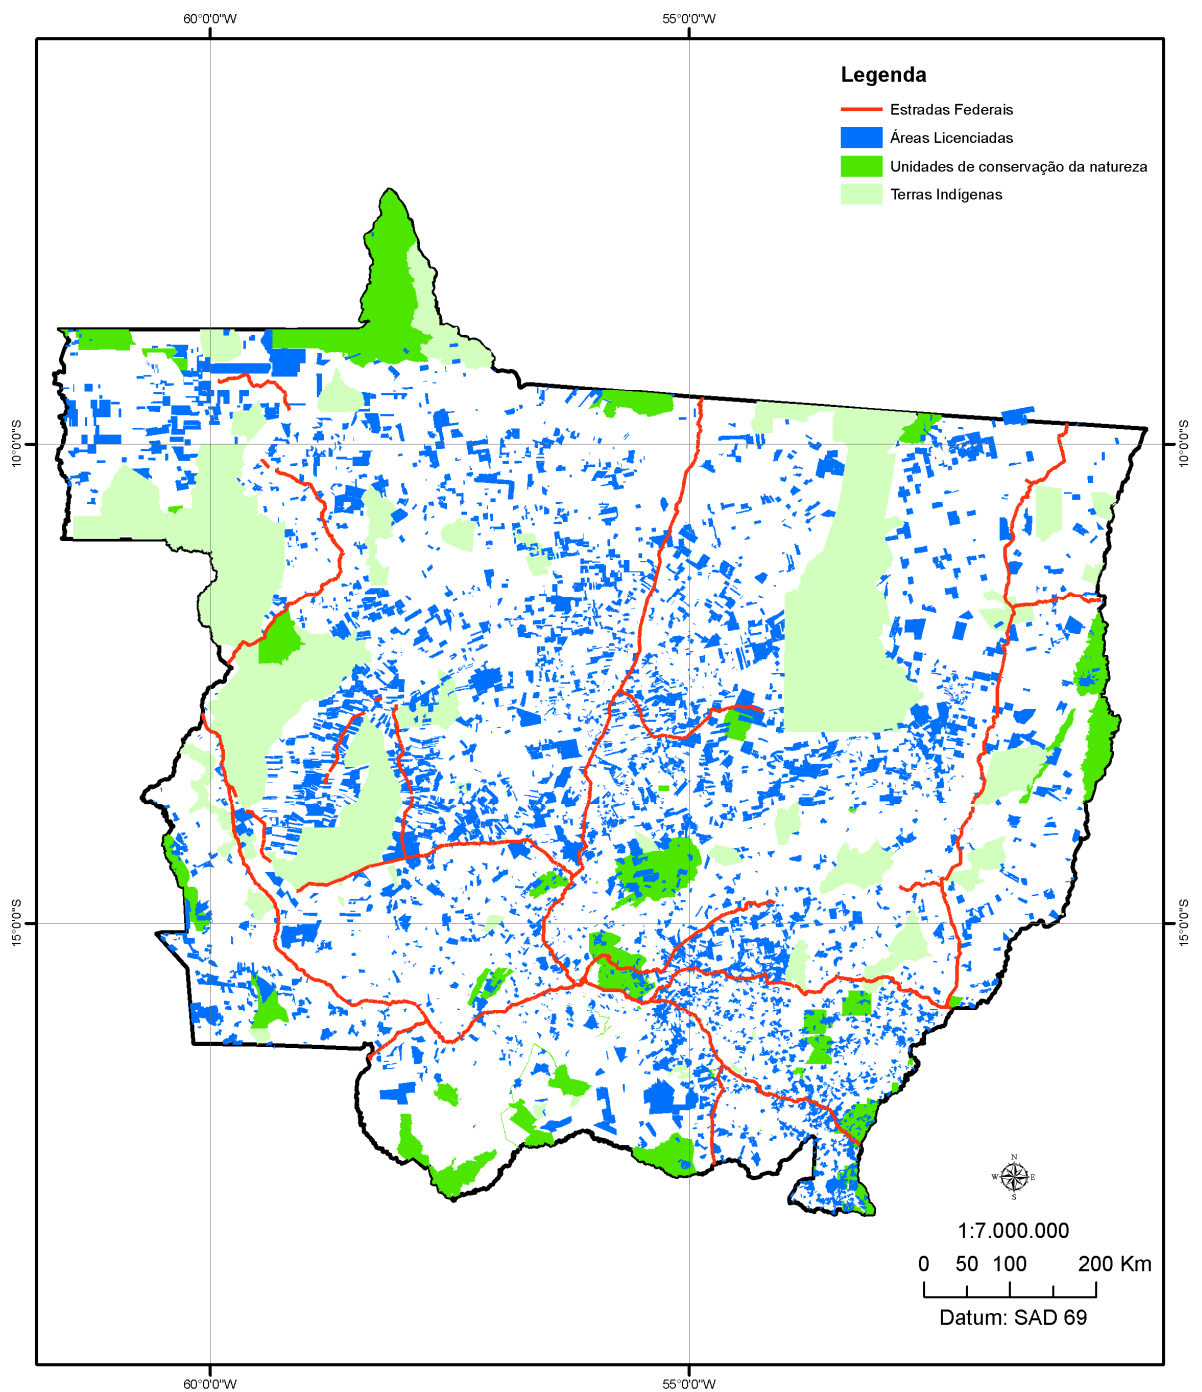 60°0'0"W 55°0'0"W
Legenda
Estradas Federais
Áreas Licenciadas
Unidades de conservação da natureza
Terras Indígenas
10°0'0"S 10°0'0"S
15°0'0"S 15°0'0"S
N
W E
S
1:7.000.000
0 50 100 200 Km
Datum: SAD 69
60°0'0"W 55°0'0"W